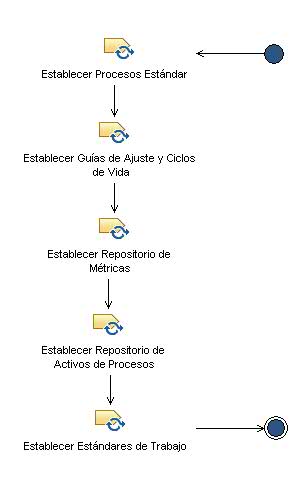 Establecer Procesos Estándar
Establecer Guías de Ajuste y Ciclos
de Vida
Establecer Repositorio de
Métricas
Establecer Repositorio de
Activos de Procesos
Establecer Estándares de Trabajo